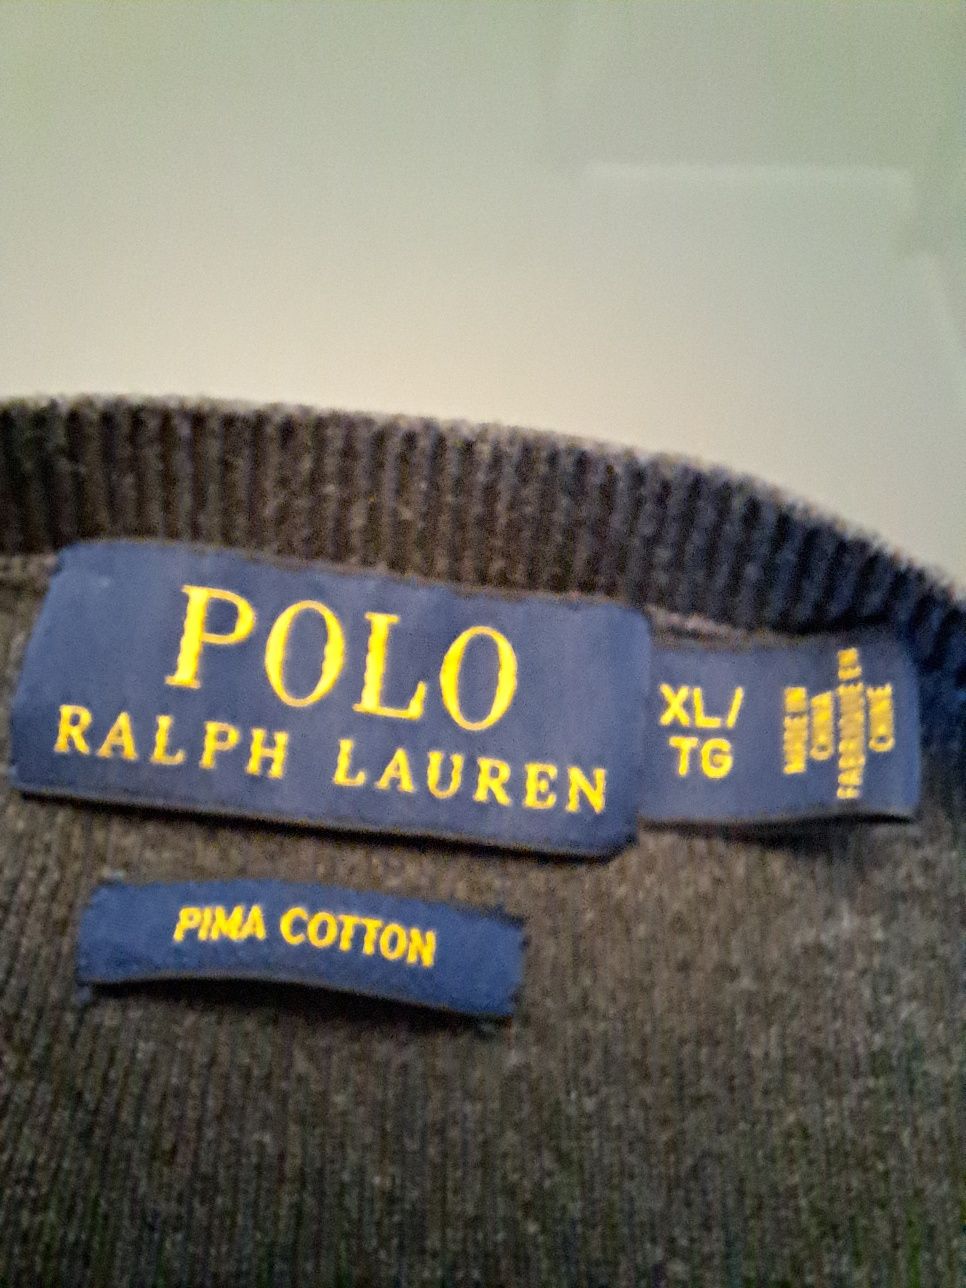 POLO
RALPH LAUREN
XL/
TG
MADE IN
CHINA
FABRIQUÉ EN
CHINE
PIMA COTTON